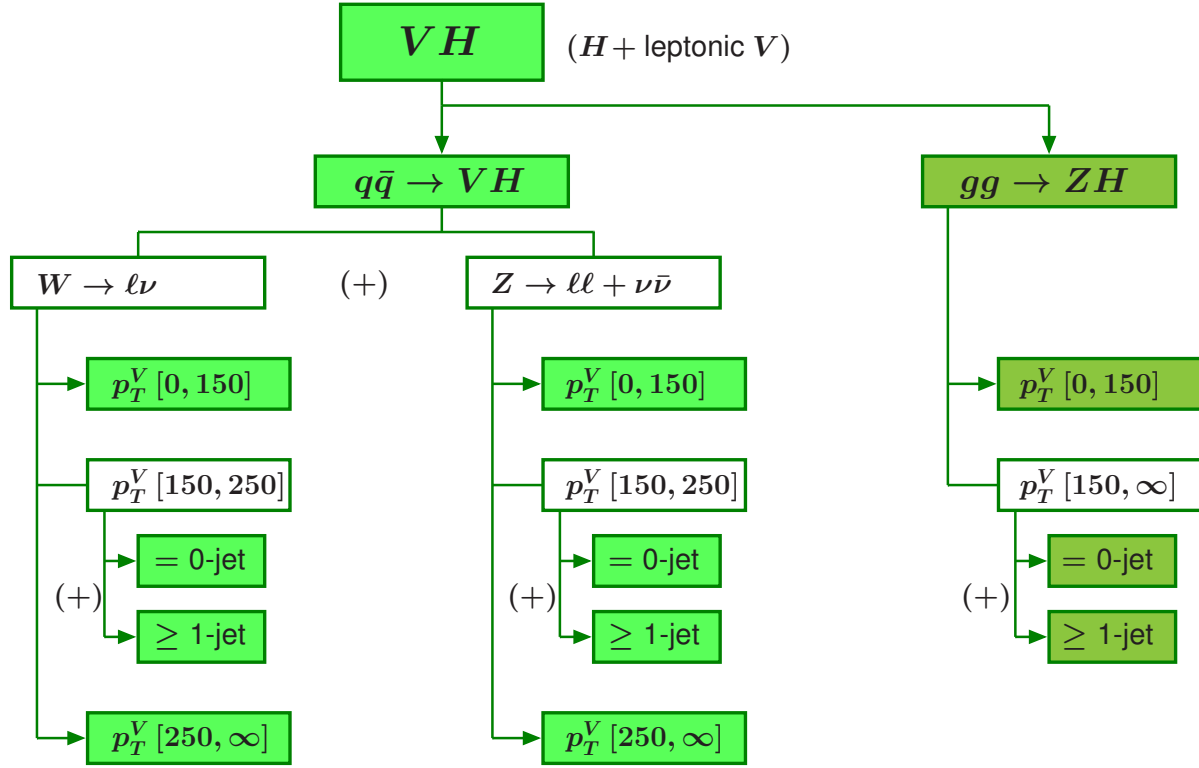 VH (H + leptonic V)
qq̄ → VH
gg → ZH
W → ℓν
(+)
Z → ℓℓ + νν̄
p_T^V [0, 150]
p_T^V [0, 150]
p_T^V [0, 150]
p_T^V [150, 250]
p_T^V [150, 250]
p_T^V [150, ∞]
= 0-jet
= 0-jet
= 0-jet
(+)
(+)
(+)
≥ 1-jet
≥ 1-jet
≥ 1-jet
p_T^V [250, ∞]
p_T^V [250, ∞]